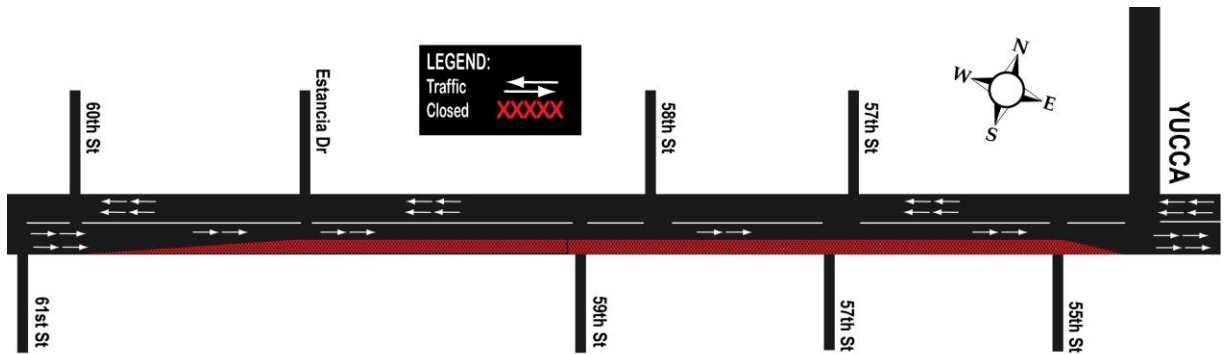 LEGEND:
Traffic
Closed XXXXX
N
W
E
S
60th St
Estancia Dr
58th St
57th St
YUCCA
61st St
59th St
57th St
55th St